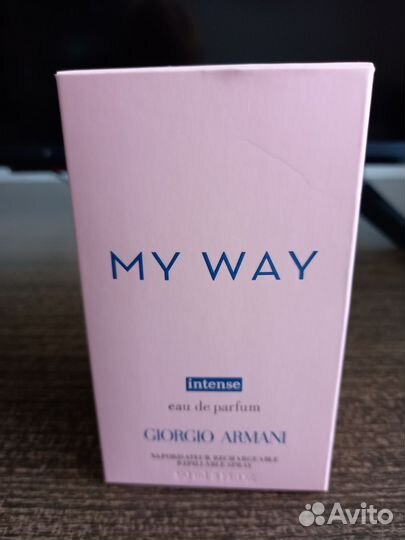 MY WAY
intense
eau de parfum
GIORGIO ARMANI
VAPORISATEUR RECHARGEABLE
REFILLABLE SPRAY
Avito